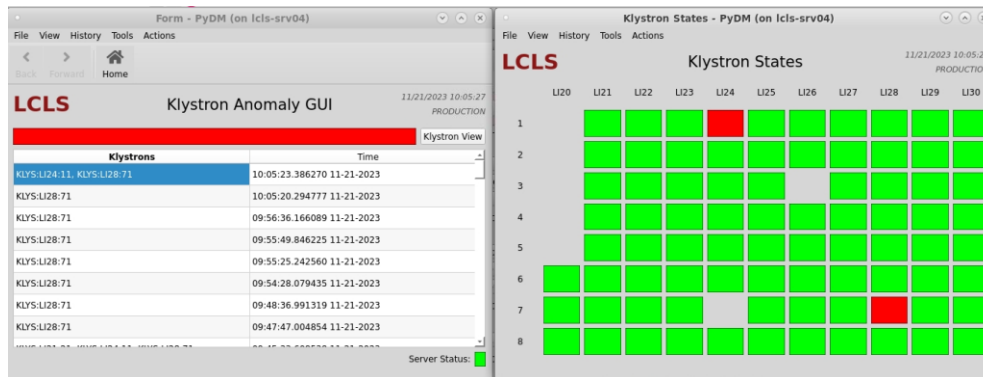 Form - PyDM (on lcls-srv04)
File View History Tools Actions
Back Forward Home
LCLS
Klystron Anomaly GUI
11/21/2023 10:05:27
PRODUCTION
Klystron View
Klystrons Time
KLYS:LI24:11, KLYS:LI28:71 10:05:23.386270 11-21-2023
KLYS:LI28:71 10:05:20.294777 11-21-2023
KLYS:LI28:71 09:56:36.166089 11-21-2023
KLYS:LI28:71 09:55:49.846225 11-21-2023
KLYS:LI28:71 09:55:25.242560 11-21-2023
KLYS:LI28:71 09:54:28.079435 11-21-2023
KLYS:LI28:71 09:48:36.991319 11-21-2023
KLYS:LI28:71 09:47:47.004854 11-21-2023
Server Status:
Klystron States - PyDM (on lcls-srv04)
File View History Tools Actions
LCLS
Klystron States
11/21/2023 10:05:2
PRODUCTIO
LI20 LI21 LI22 LI23 LI24 LI25 LI26 LI27 LI28 LI29 LI30
1
2
3
4
5
6
7
8